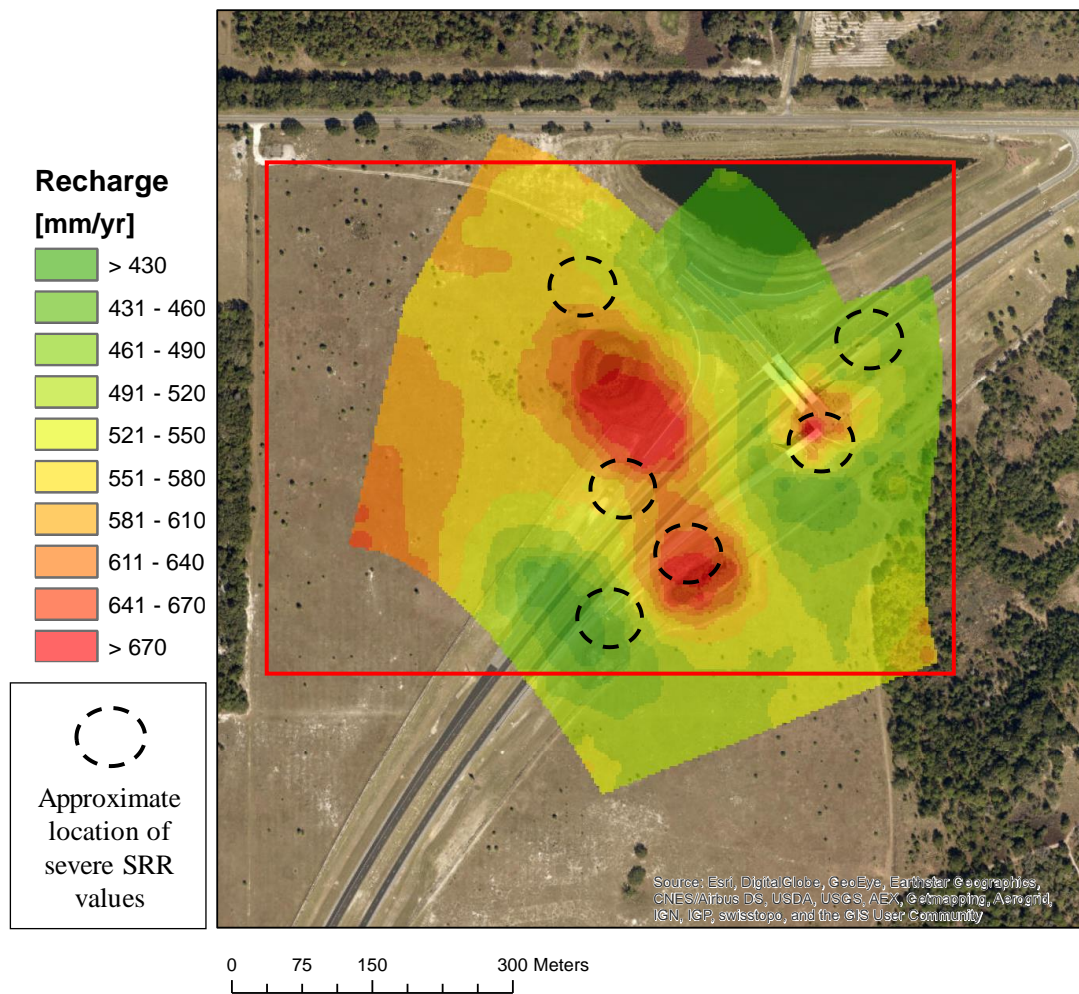 Recharge
[mm/yr]
> 430
431 - 460
461 - 490
491 - 520
521 - 550
551 - 580
581 - 610
611 - 640
641 - 670
> 670
Approximate
location of
severe SRR
values
Source: Esri, DigitalGlobe, GeoEye, Earthstar Geographics,
CNES/Airbus DS, USDA, USGS, AEX, Getmapping, Aerogrid,
IGN, IGP, swisstopo, and the GIS User Community
0 75 150 300 Meters